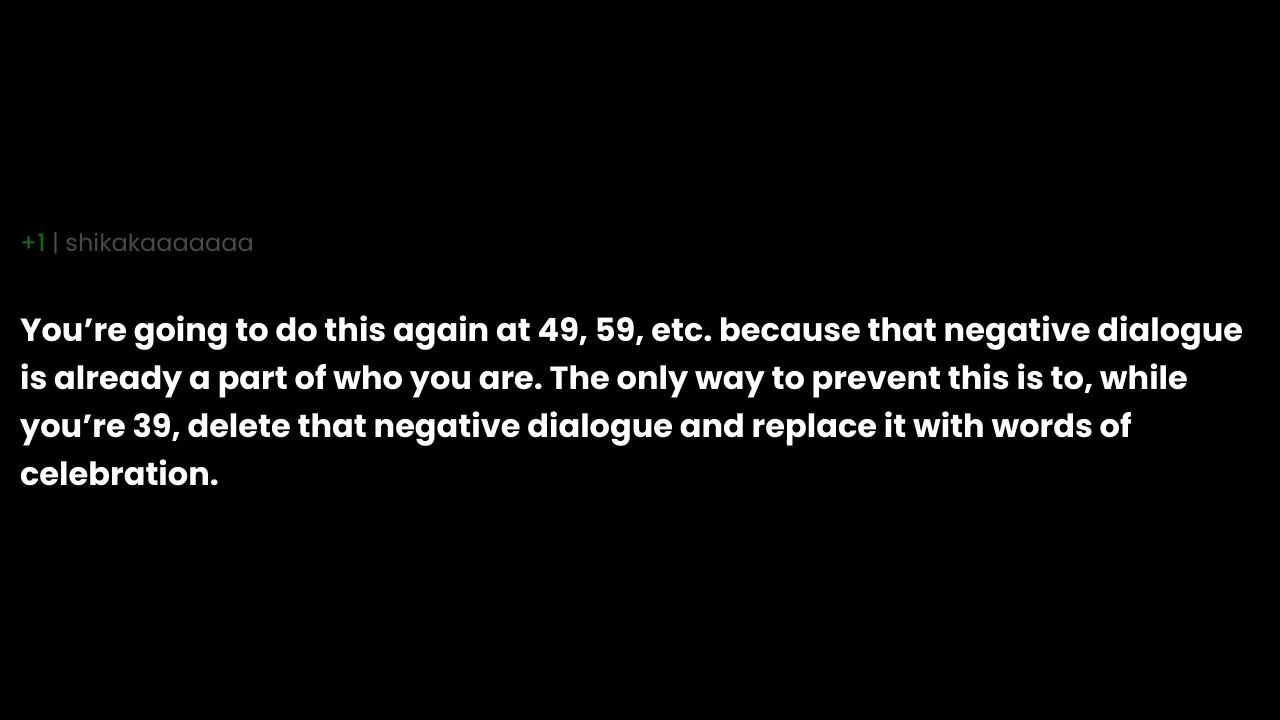 +1 | shikakaaaaaaa
You’re going to do this again at 49, 59, etc. because that negative dialogue
is already a part of who you are. The only way to prevent this is to, while
you’re 39, delete that negative dialogue and replace it with words of
celebration.